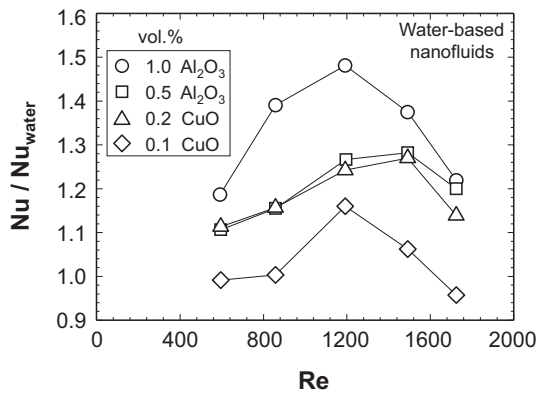 1.6
1.5
1.4
1.3
1.2
1.1
1.0
0.9
Nu / Nu_water
vol.%
1.0 Al₂O₃
0.5 Al₂O₃
0.2 CuO
0.1 CuO
Water-based
nanofluids
0 400 800 1200 1600 2000
Re